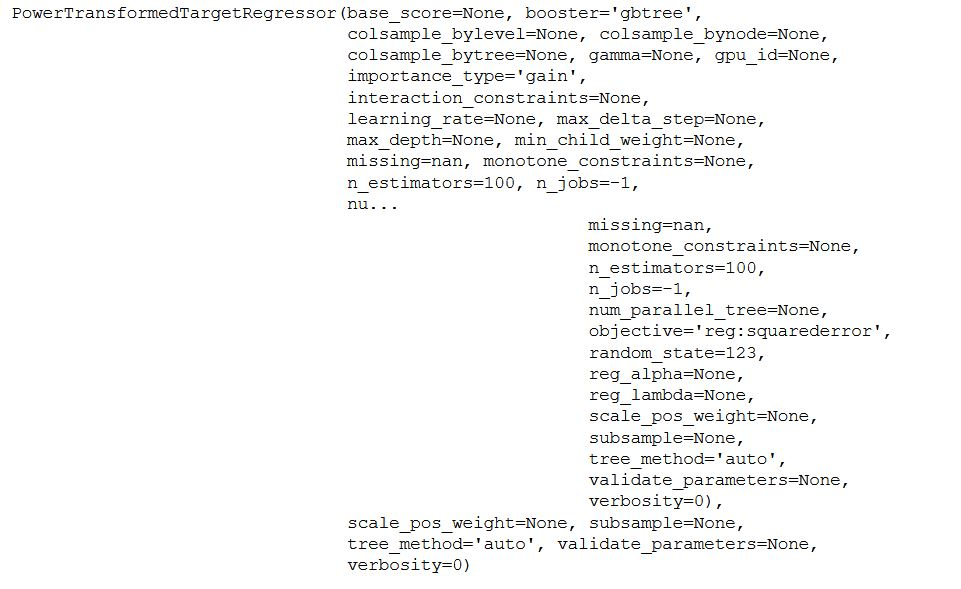 PowerTransformedTargetRegressor(base_score=None, booster='gbtree',
colsample_bylevel=None, colsample_bynode=None,
colsample_bytree=None, gamma=None, gpu_id=None,
importance_type='gain',
interaction_constraints=None,
learning_rate=None, max_delta_step=None,
max_depth=None, min_child_weight=None,
missing=nan, monotone_constraints=None,
n_estimators=100, n_jobs=-1,
nu...
missing=nan,
monotone_constraints=None,
n_estimators=100,
n_jobs=-1,
num_parallel_tree=None,
objective='reg:squarederror',
random_state=123,
reg_alpha=None,
reg_lambda=None,
scale_pos_weight=None,
subsample=None,
tree_method='auto',
validate_parameters=None,
verbosity=0),
scale_pos_weight=None, subsample=None,
tree_method='auto', validate_parameters=None,
verbosity=0)